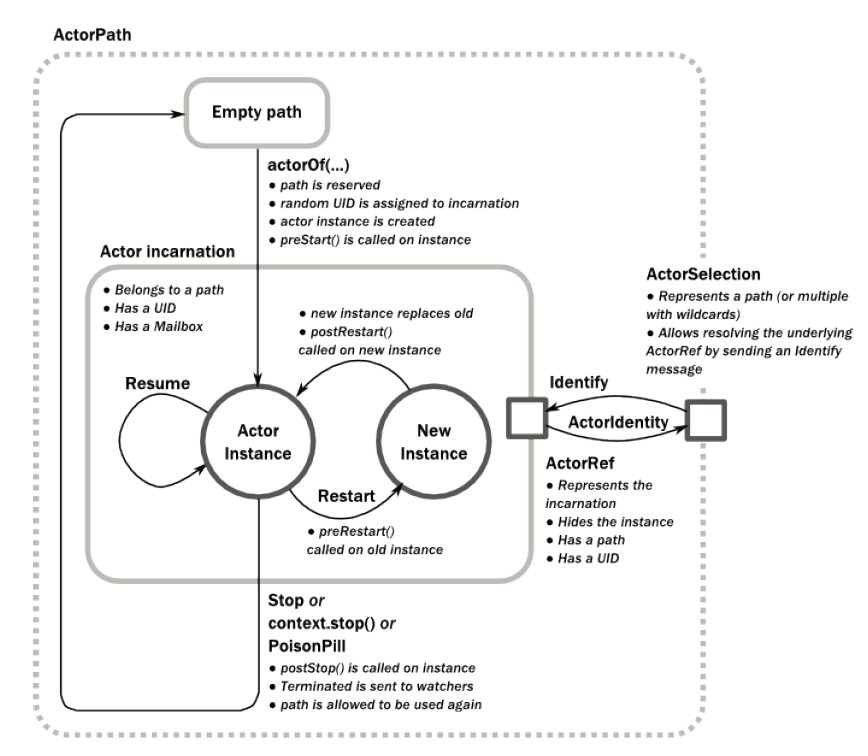 ActorPath
Empty path
actorOf(...)
● path is reserved
● random UID is assigned to incarnation
● actor instance is created
● preStart() is called on instance
Actor incarnation
● Belongs to a path
● Has a UID
● Has a Mailbox
● new instance replaces old
● postRestart()
called on new instance
Resume
Actor
Instance
New
Instance
Restart
● preRestart()
called on old instance
ActorSelection
● Represents a path (or multiple
with wildcards)
● Allows resolving the underlying
ActorRef by sending an Identify
message
Identify
ActorIdentity
ActorRef
● Represents the
incarnation
● Hides the instance
● Has a path
● Has a UID
Stop or
context.stop() or
PoisonPill
● postStop() is called on instance
● Terminated is sent to watchers
● path is allowed to be used again